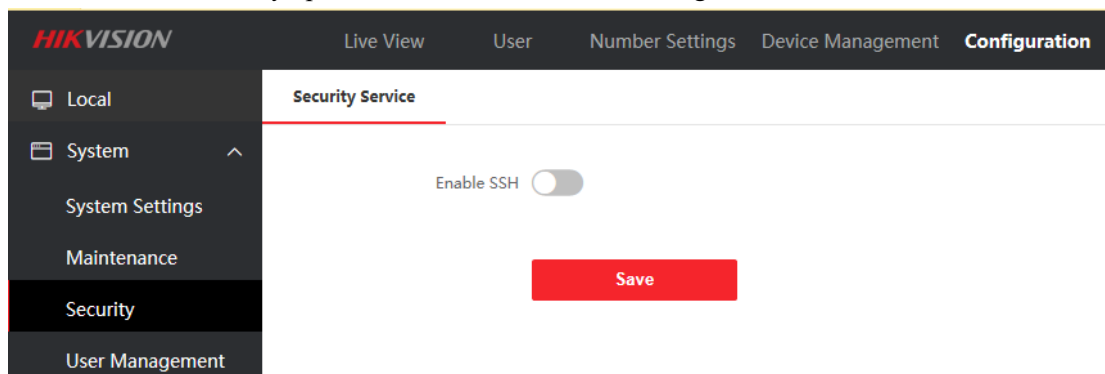 HIKVISION Live View User Number Settings Device Management Configuration
Local
Security Service
System
Enable SSH
System Settings
Maintenance
Save
Security
User Management